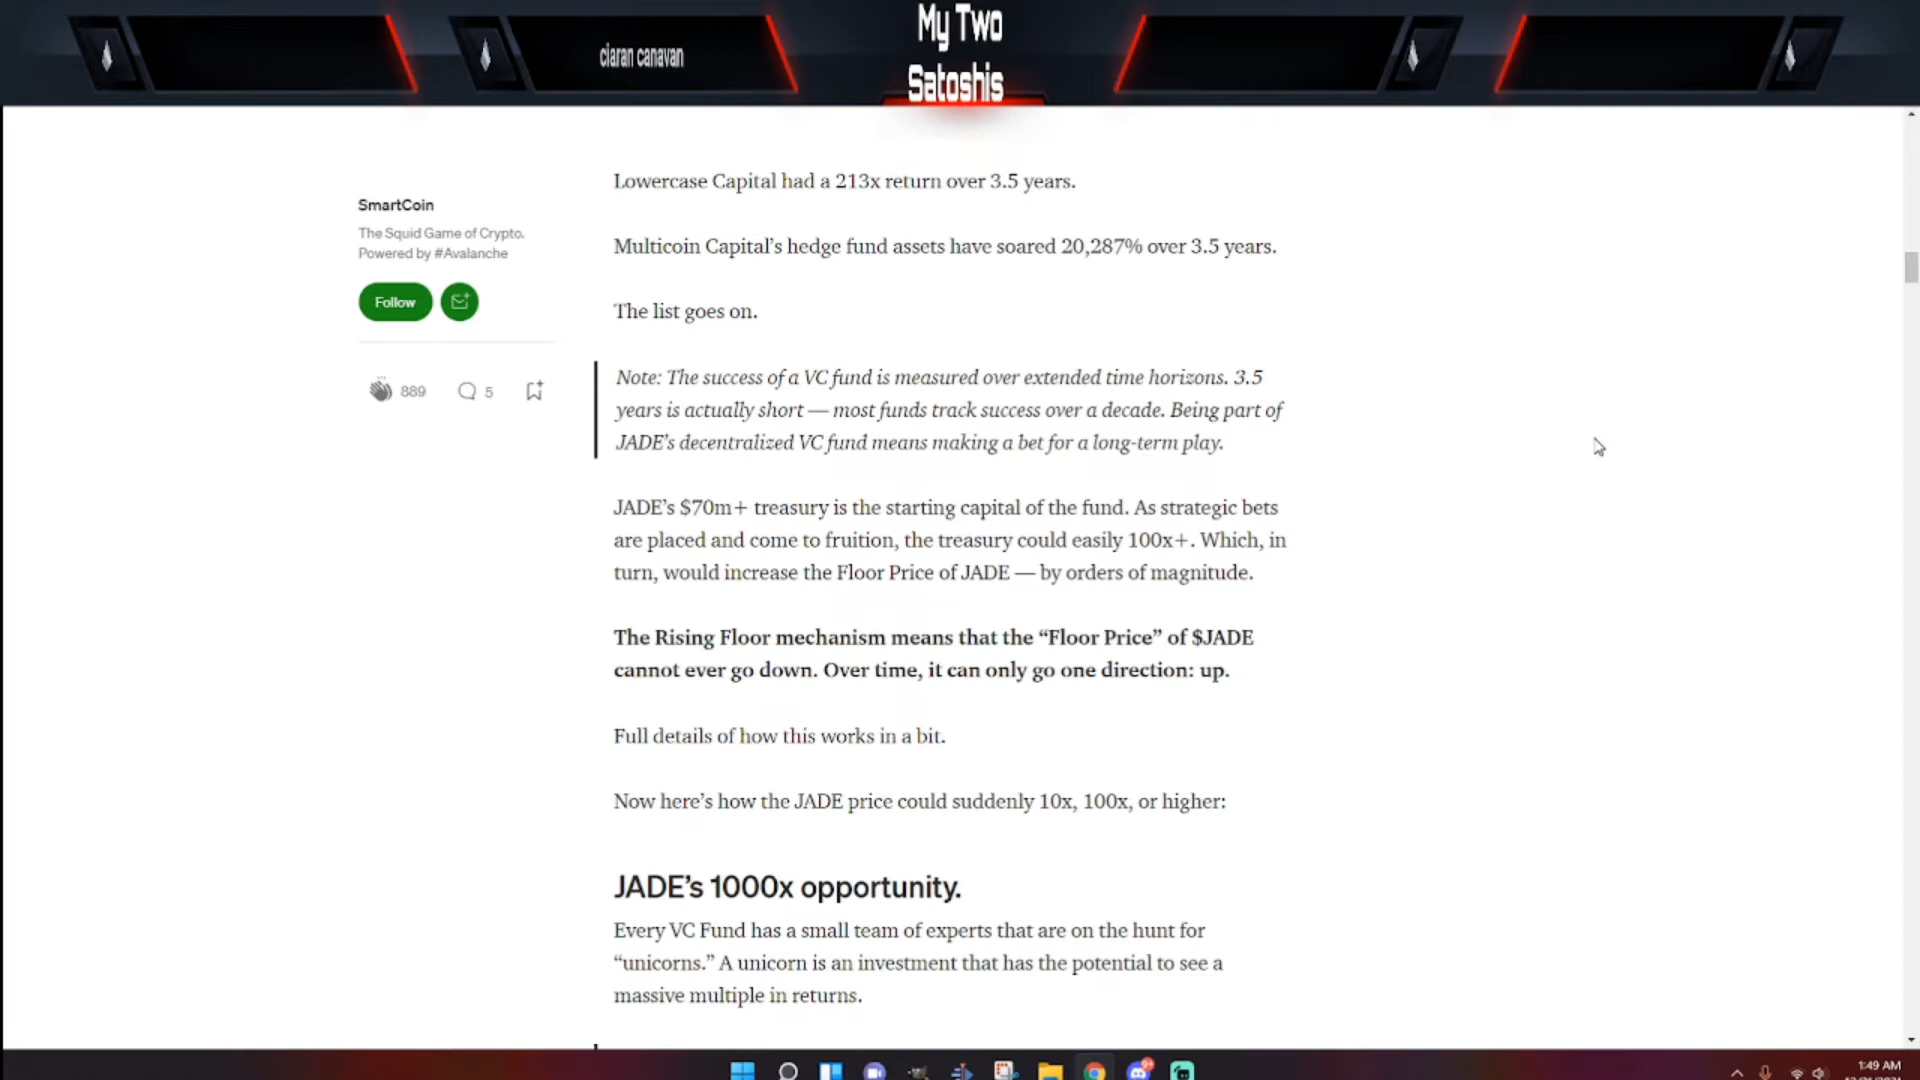 My Two
Satoshis
ciaran canavan
SmartCoin
The Squid Game of Crypto.
Powered by #Avalanche
Follow
889
5
Lowercase Capital had a 213x return over 3.5 years.
Multicoin Capital’s hedge fund assets have soared 20,287% over 3.5 years.
The list goes on.
Note: The success of a VC fund is measured over extended time horizons. 3.5
years is actually short — most funds track success over a decade. Being part of
JADE’s decentralized VC fund means making a bet for a long-term play.
JADE’s $70m+ treasury is the starting capital of the fund. As strategic bets
are placed and come to fruition, the treasury could easily 100x+. Which, in
turn, would increase the Floor Price of JADE — by orders of magnitude.
The Rising Floor mechanism means that the “Floor Price” of $JADE
cannot ever go down. Over time, it can only go one direction: up.
Full details of how this works in a bit.
Now here’s how the JADE price could suddenly 10x, 100x, or higher:
JADE’s 1000x opportunity.
Every VC Fund has a small team of experts that are on the hunt for
“unicorns.” A unicorn is an investment that has the potential to see a
massive multiple in returns.
1:49 AM